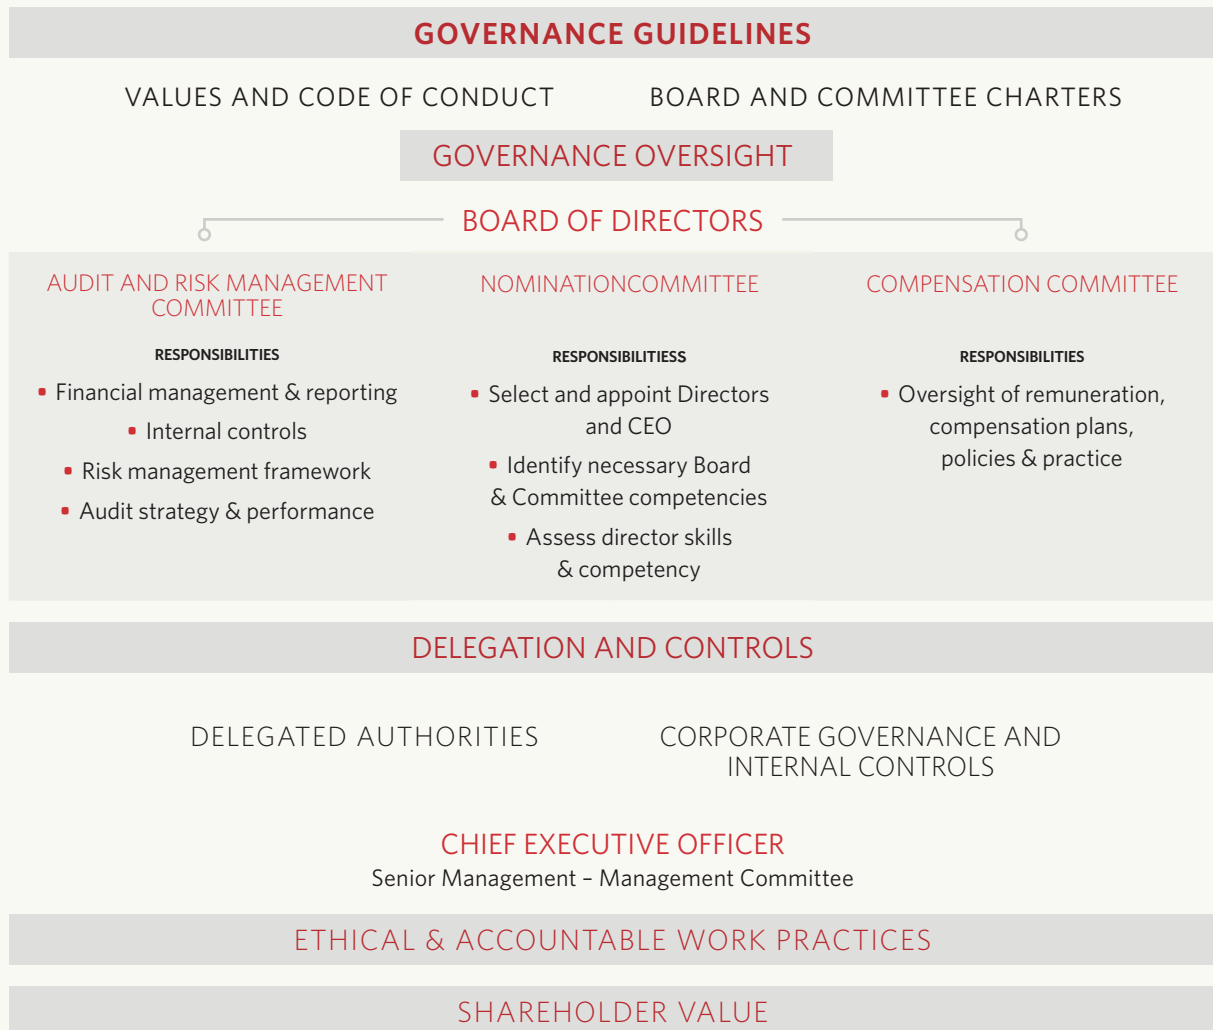 GOVERNANCE GUIDELINES
VALUES AND CODE OF CONDUCT
BOARD AND COMMITTEE CHARTERS
GOVERNANCE OVERSIGHT
BOARD OF DIRECTORS
AUDIT AND RISK MANAGEMENT
COMMITTEE
RESPONSIBILITIES
▪ Financial management & reporting
▪ Internal controls
▪ Risk management framework
▪ Audit strategy & performance
NOMINATIONCOMMITTEE
RESPONSIBILITIESS
▪ Select and appoint Directors
and CEO
▪ Identify necessary Board
& Committee competencies
▪ Assess director skills
& competency
COMPENSATION COMMITTEE
RESPONSIBILITIES
▪ Oversight of remuneration,
compensation plans,
policies & practice
DELEGATION AND CONTROLS
DELEGATED AUTHORITIES
CORPORATE GOVERNANCE AND
INTERNAL CONTROLS
CHIEF EXECUTIVE OFFICER
Senior Management – Management Committee
ETHICAL & ACCOUNTABLE WORK PRACTICES
SHAREHOLDER VALUE